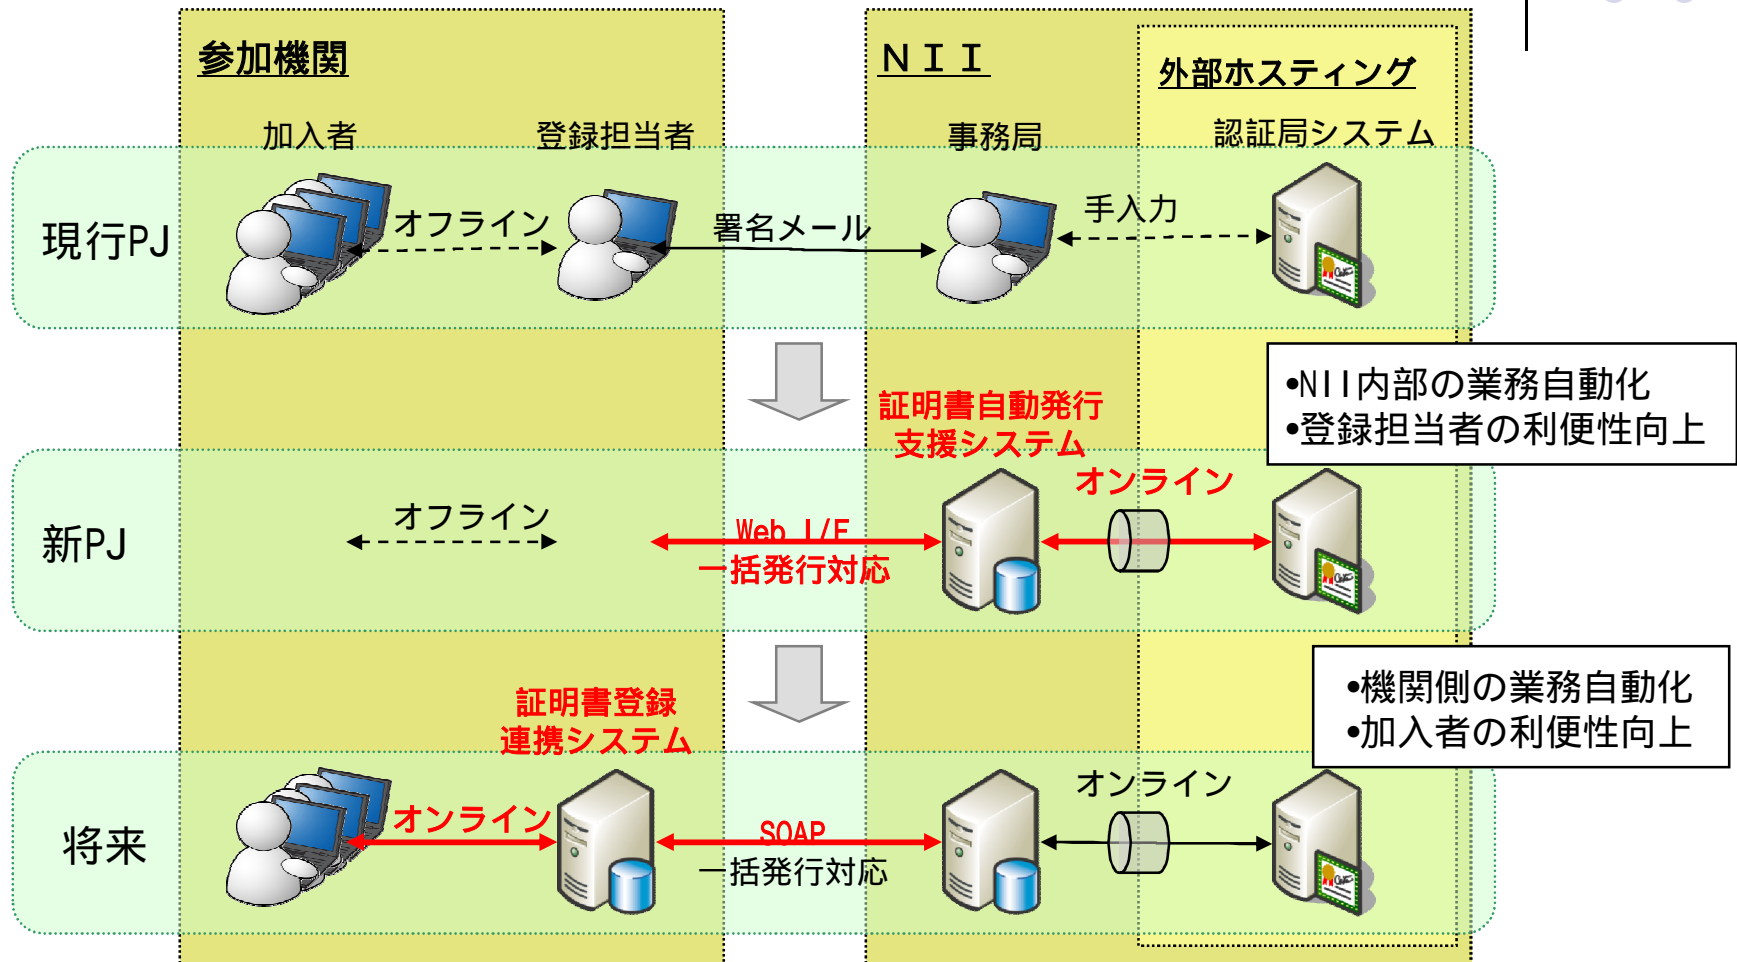 参加機関
ＮＩＩ
外部ホスティング
加入者
登録担当者
事務局
認証局システム
現行PJ
オフライン
署名メール
手入力
•NII内部の業務自動化
•登録担当者の利便性向上
証明書自動発行
支援システム
新PJ
オフライン
Web I/F
一括発行対応
オンライン
•機関側の業務自動化
•加入者の利便性向上
証明書登録
連携システム
将来
オンライン
SOAP
一括発行対応
オンライン